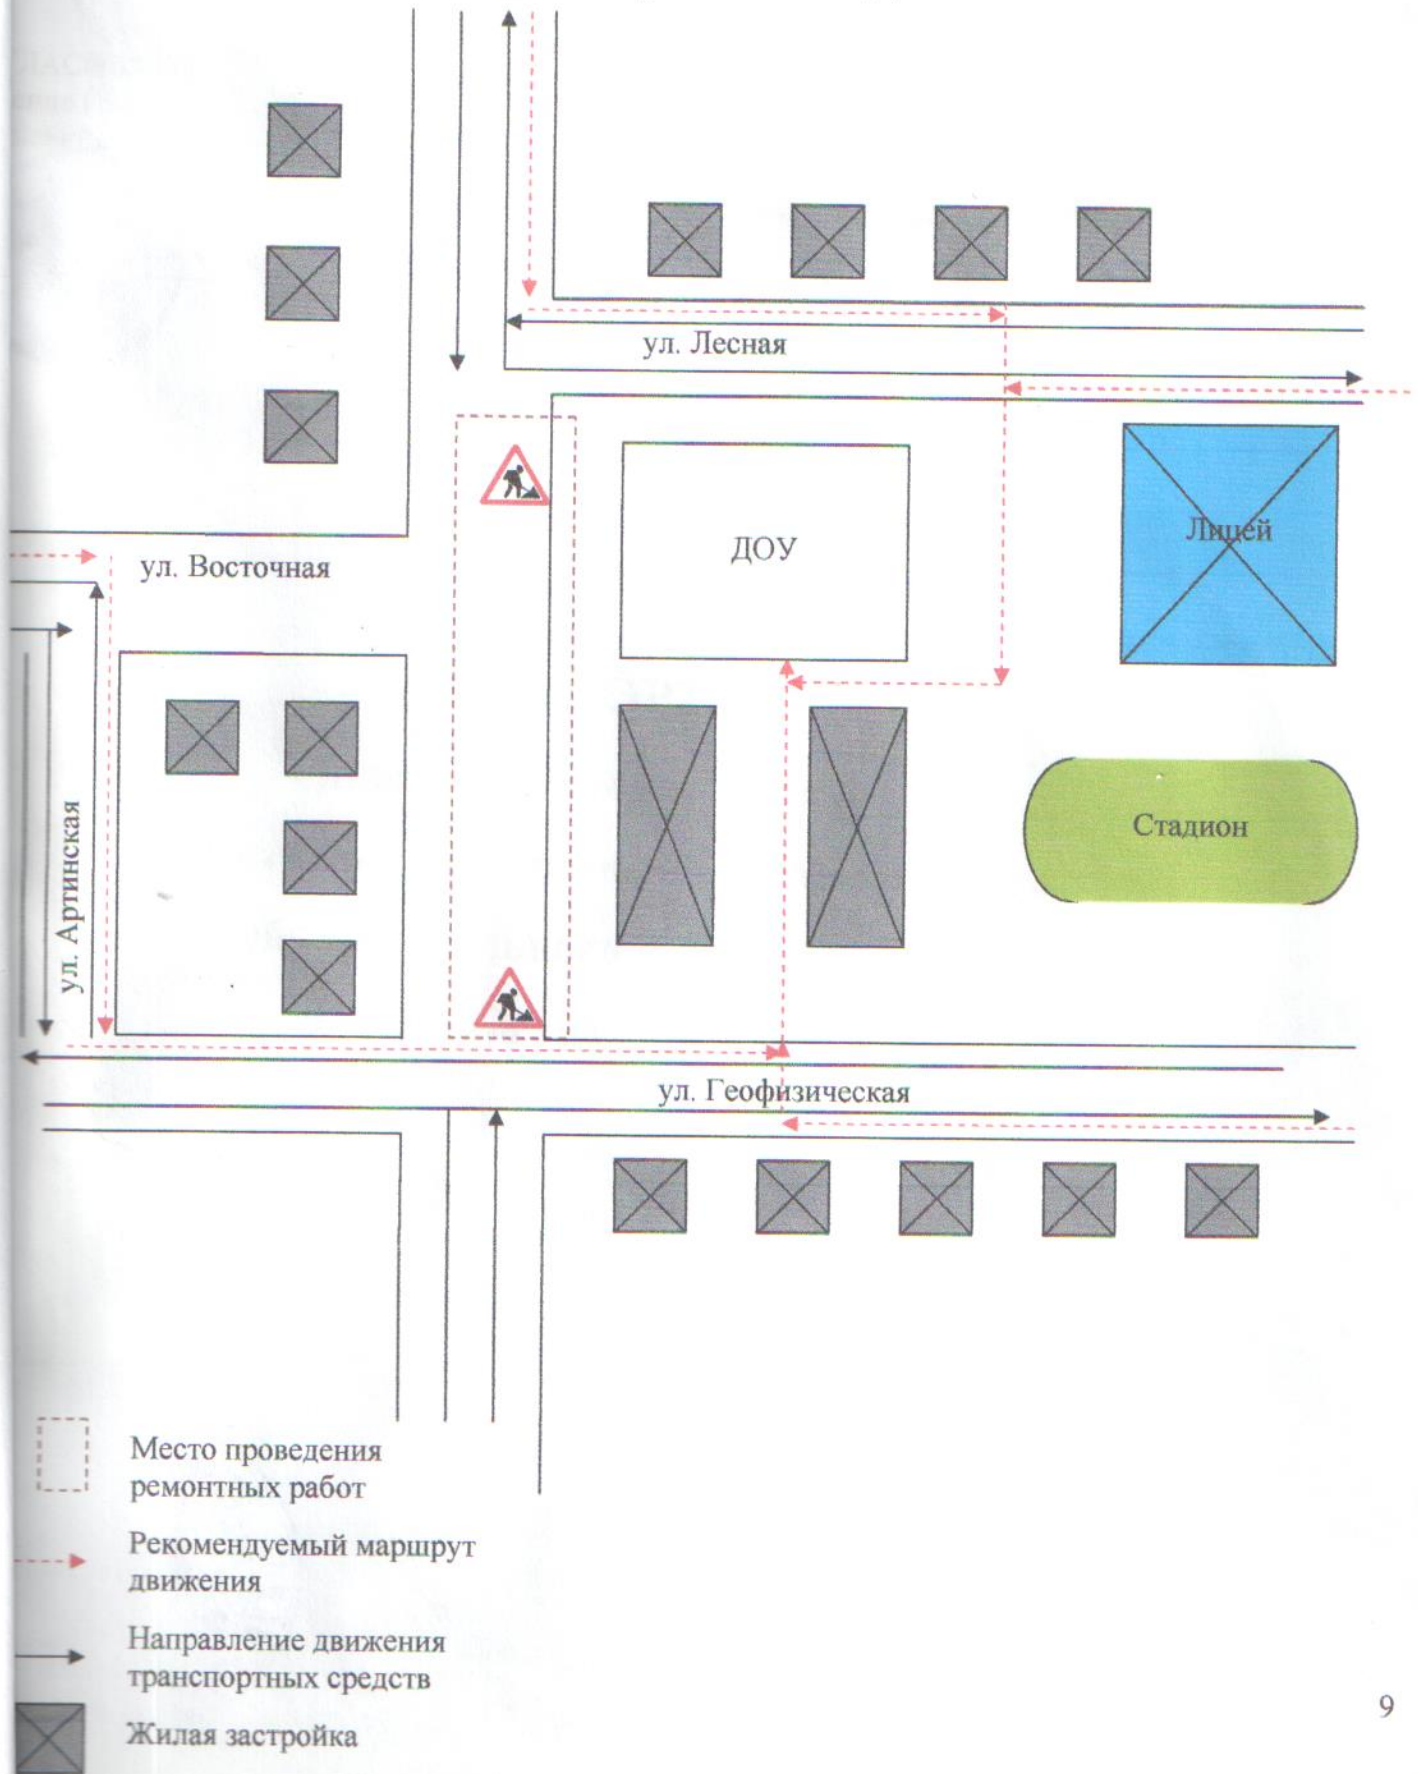 ул. Лесная
Лицей
ДОУ
ул. Восточная
Стадион
ул. Артинская
ул. Геофизическая
Место проведения
ремонтных работ
Рекомендуемый маршрут
движения
Направление движения
транспортных средств
Жилая застройка
9